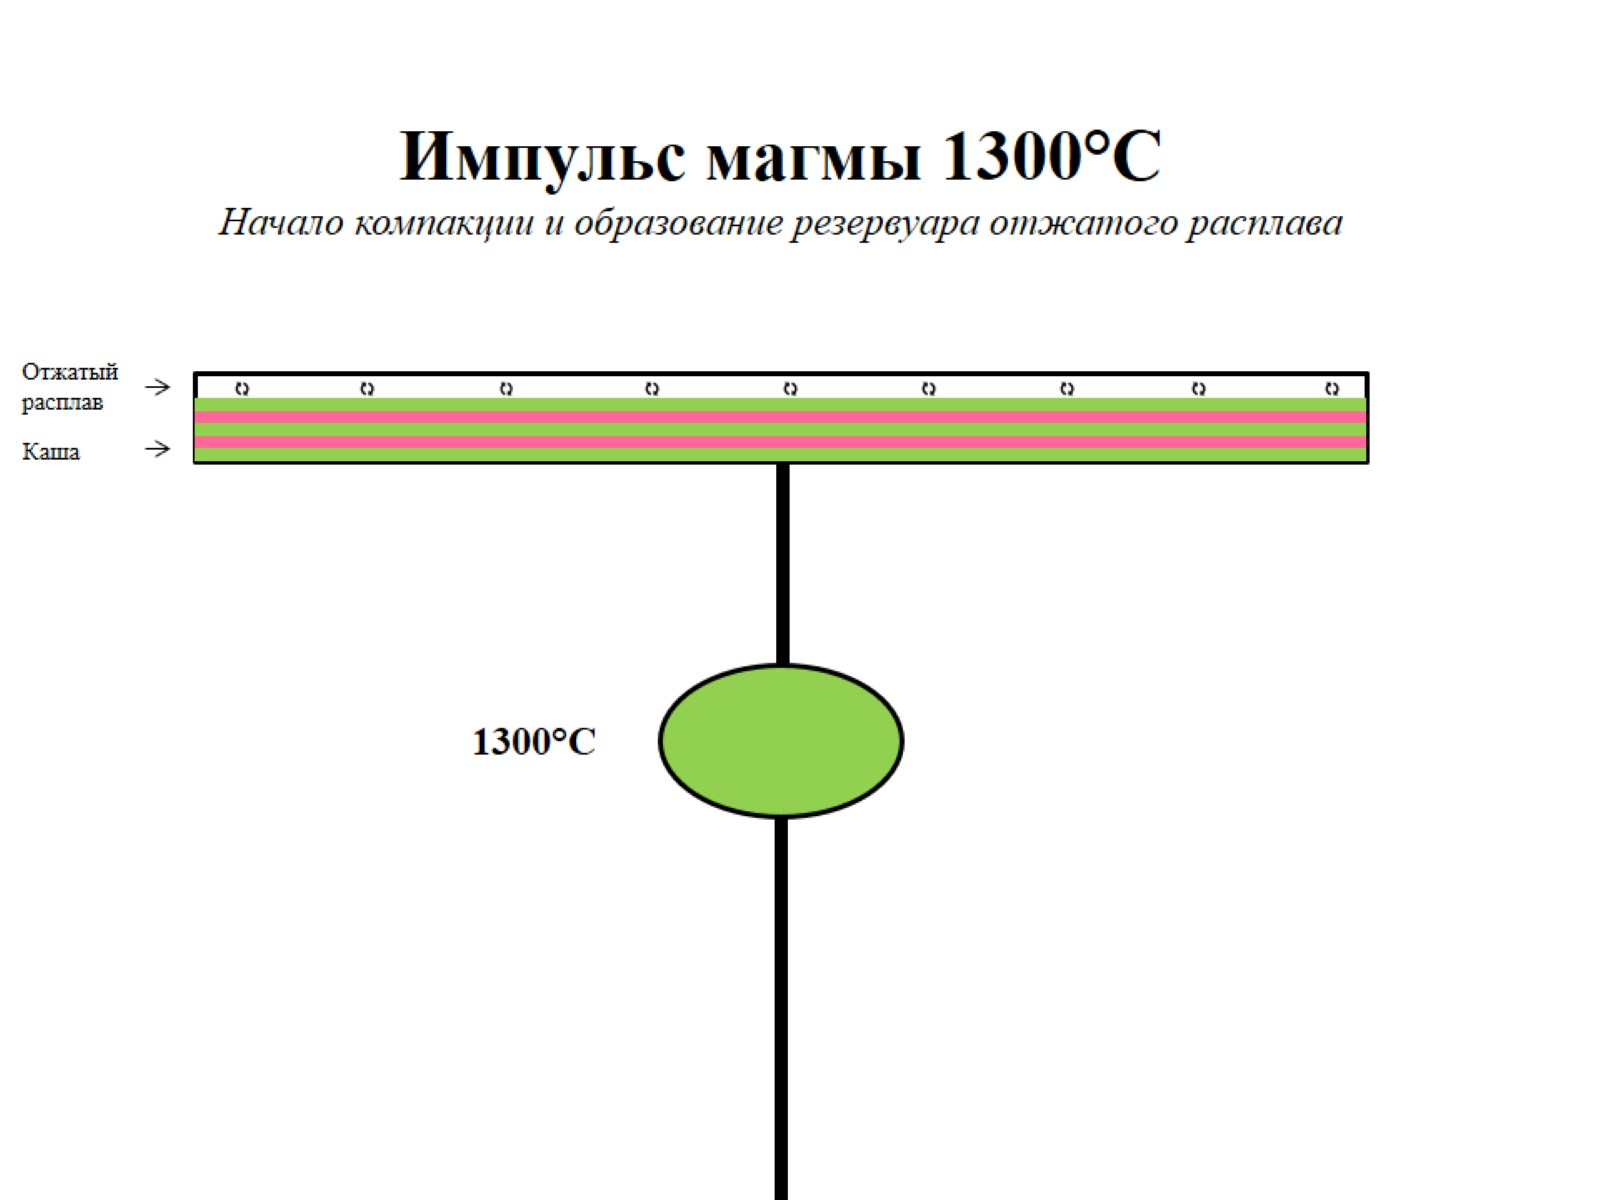 Импульс магмы 1300°С
Начало компакции и образование резервуара отжатого расплава
Отжатый
расплав
Каша
1300°С